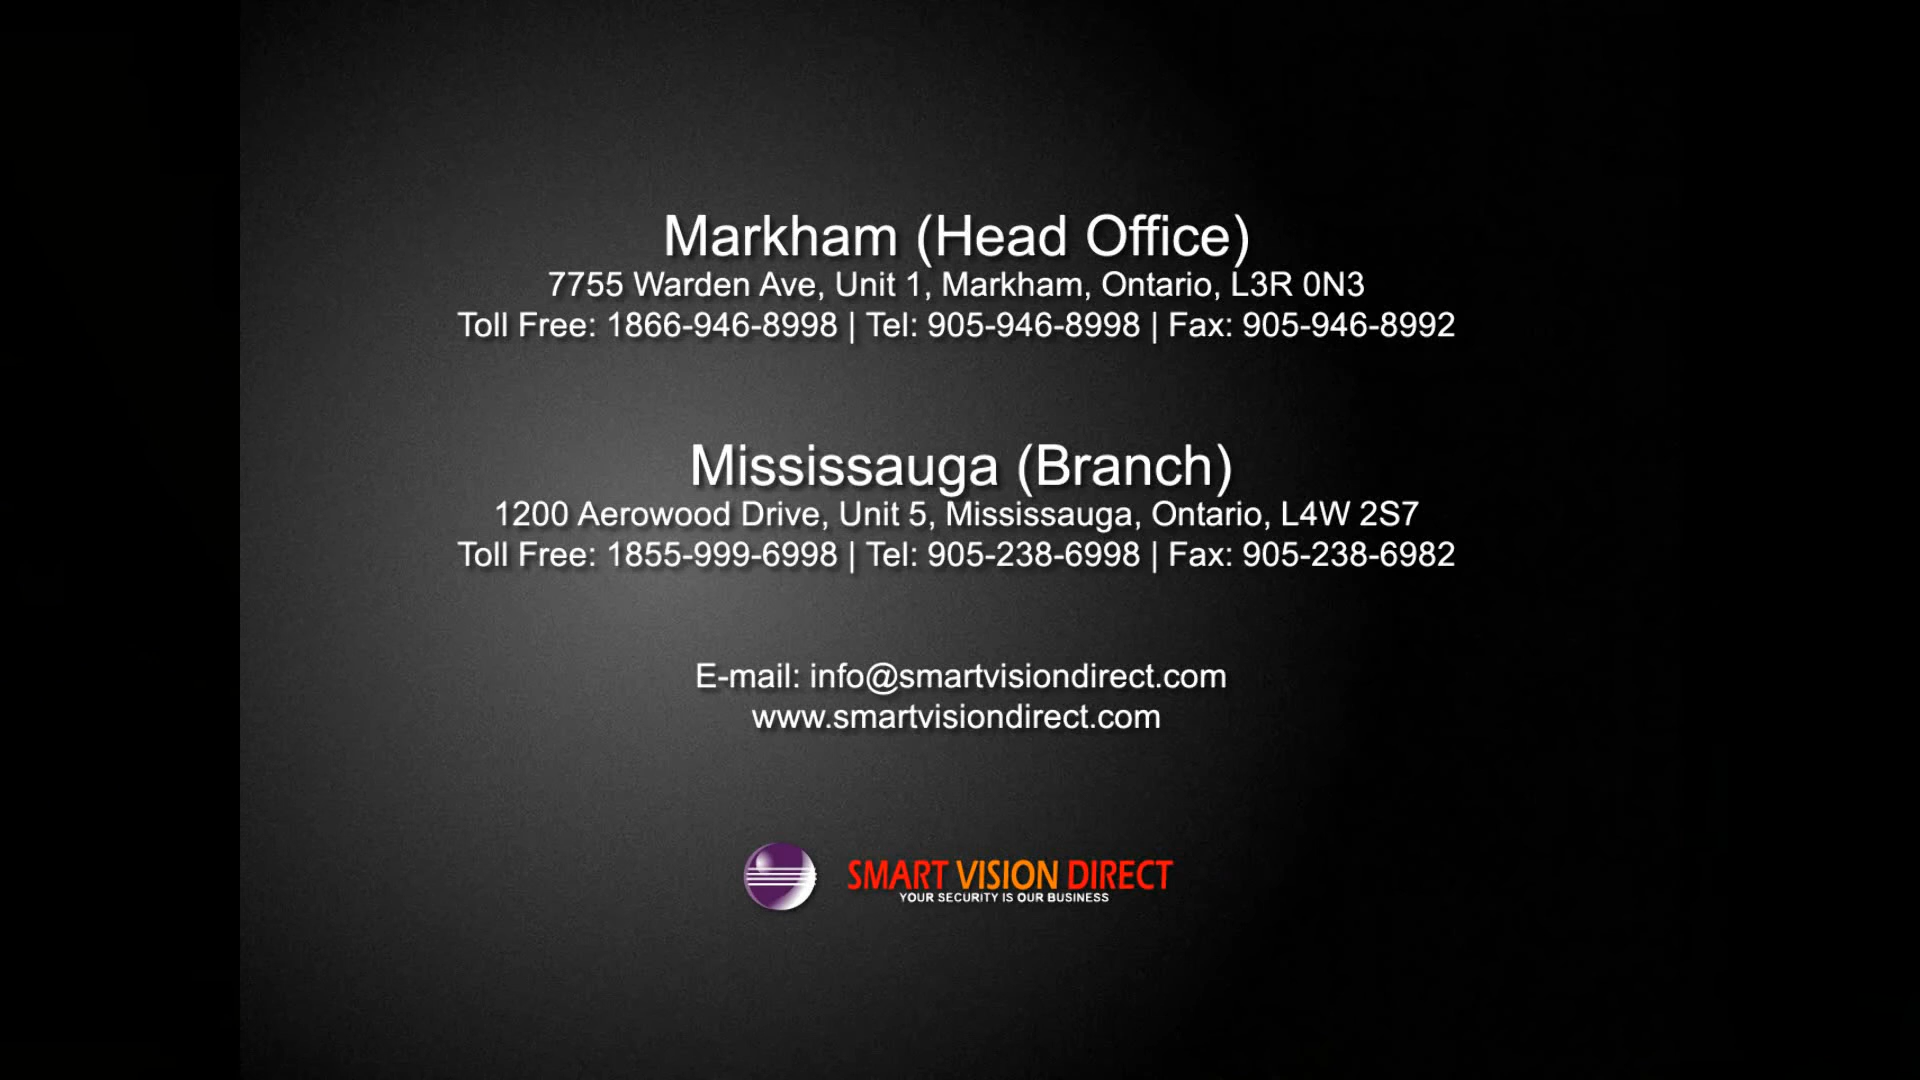 Markham (Head Office)
7755 Warden Ave, Unit 1, Markham, Ontario, L3R 0N3
Toll Free: 1866-946-8998 | Tel: 905-946-8998 | Fax: 905-946-8992
Mississauga (Branch)
1200 Aerowood Drive, Unit 5, Mississauga, Ontario, L4W 2S7
Toll Free: 1855-999-6998 | Tel: 905-238-6998 | Fax: 905-238-6982
E-mail: info@smartvisiondirect.com
www.smartvisiondirect.com
SMART VISION DIRECT
YOUR SECURITY IS OUR BUSINESS